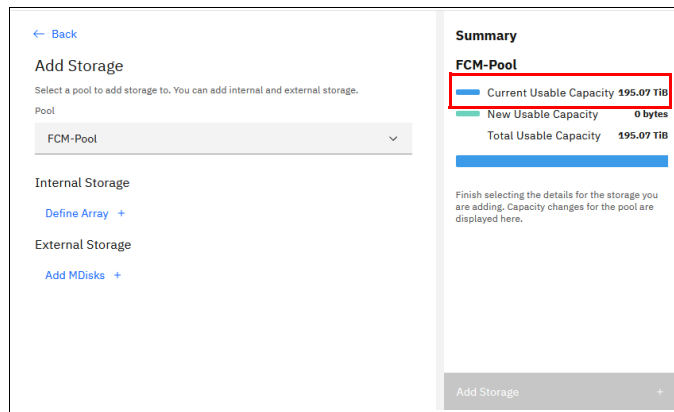 ← Back
Add Storage
Select a pool to add storage to. You can add internal and external storage.
Pool
FCM-Pool
Internal Storage
Define Array +
External Storage
Add MDisks +
Summary
FCM-Pool
Current Usable Capacity 195.07 TiB
New Usable Capacity 0 bytes
Total Usable Capacity 195.07 TiB
Finish selecting the details for the storage you
are adding. Capacity changes for the pool are
displayed here.
Add Storage +